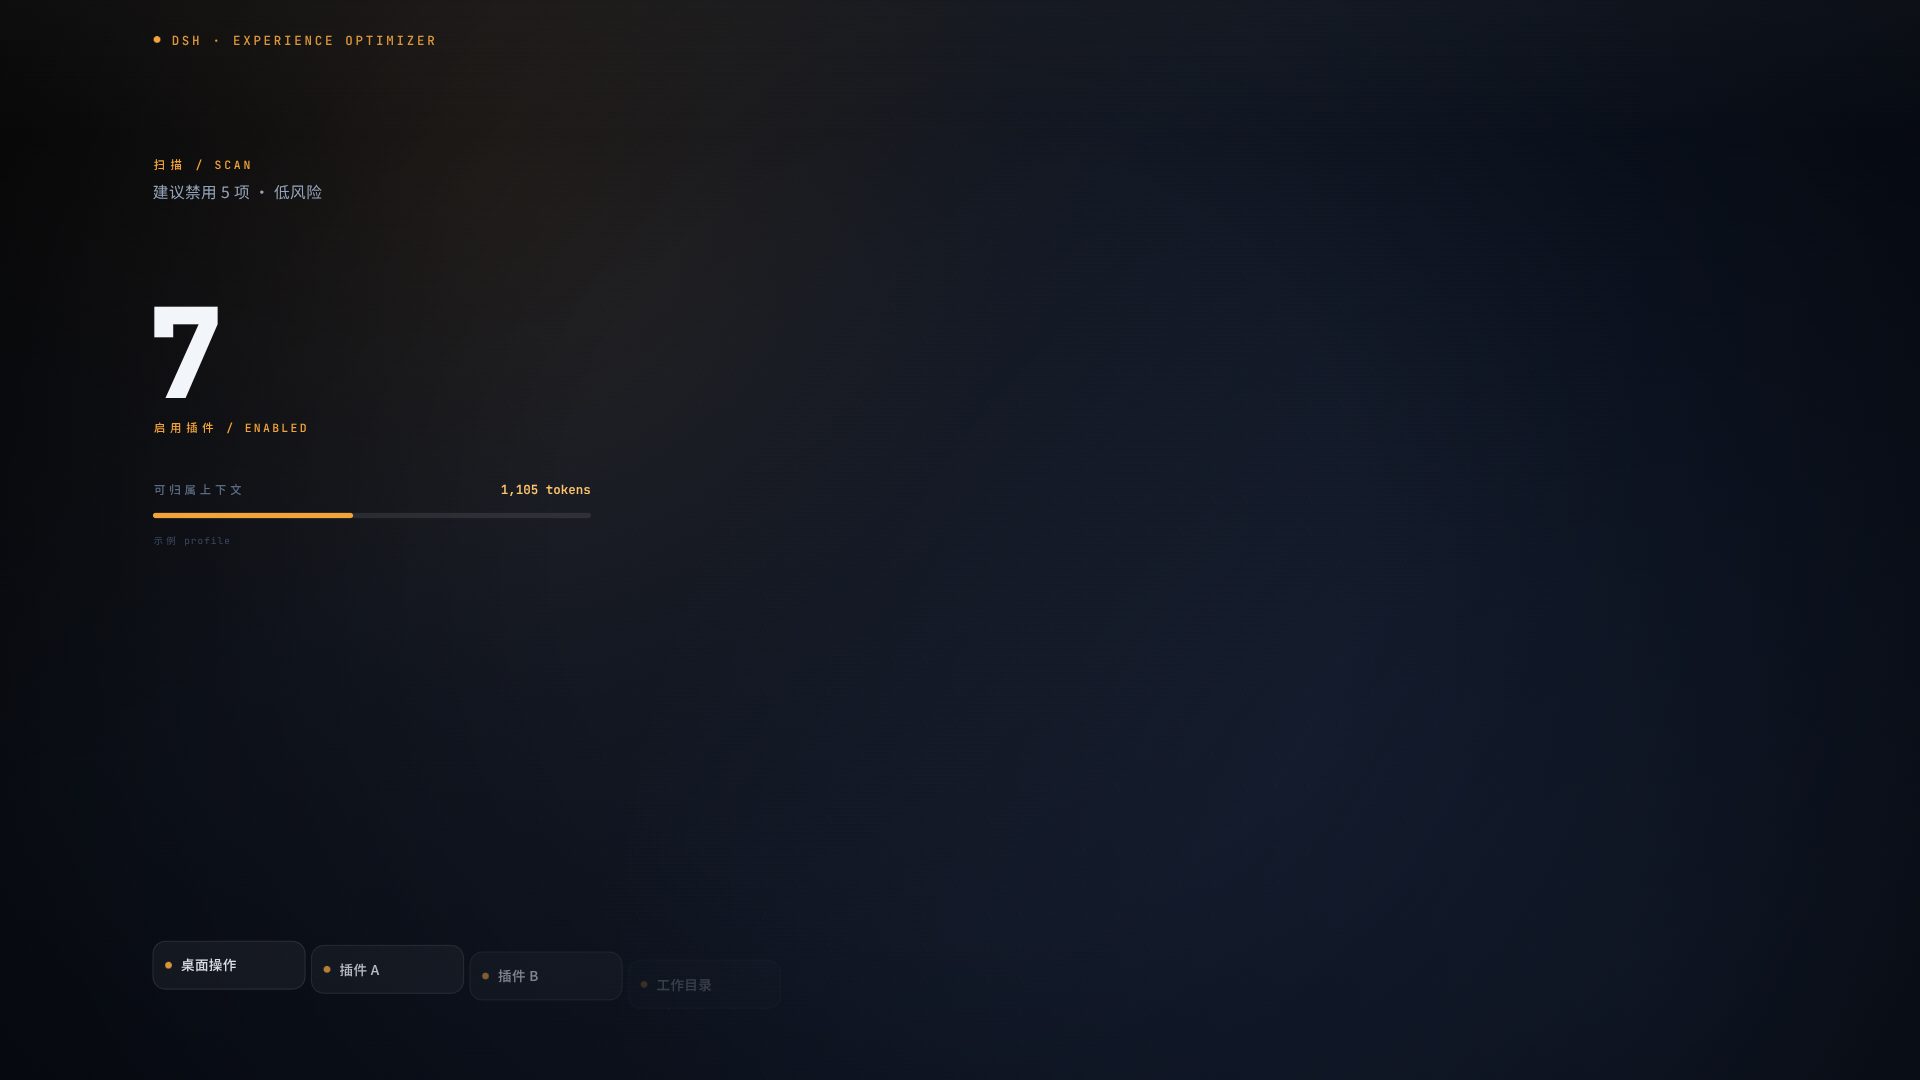 DSH · EXPERIENCE OPTIMIZER
扫描 / SCAN
建议禁用 5 项 · 低风险
7
启用插件 / ENABLED
可归属上下文 1,105 tokens
示例 profile
桌面操作 插件 A 插件 B 工作目录